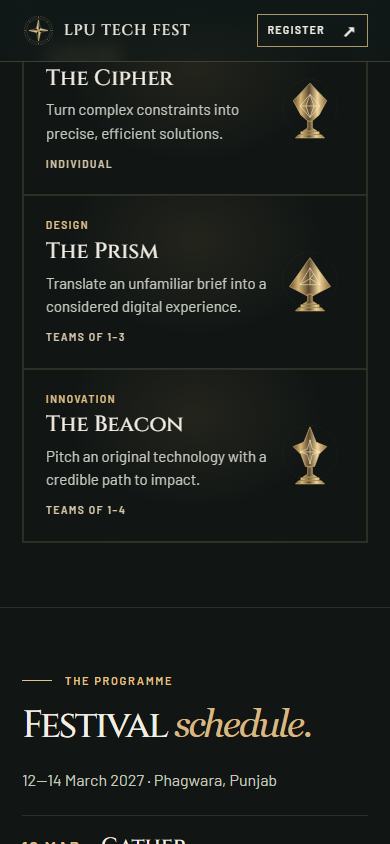 LPU TECH FEST
REGISTER
The Cipher
Turn complex constraints into
precise, efficient solutions.
INDIVIDUAL
DESIGN
The Prism
Translate an unfamiliar brief into a
considered digital experience.
TEAMS OF 1–3
INNOVATION
The Beacon
Pitch an original technology with a
credible path to impact.
TEAMS OF 1–4
THE PROGRAMME
Festival schedule.
12—14 March 2027 · Phagwara, Punjab
Gather